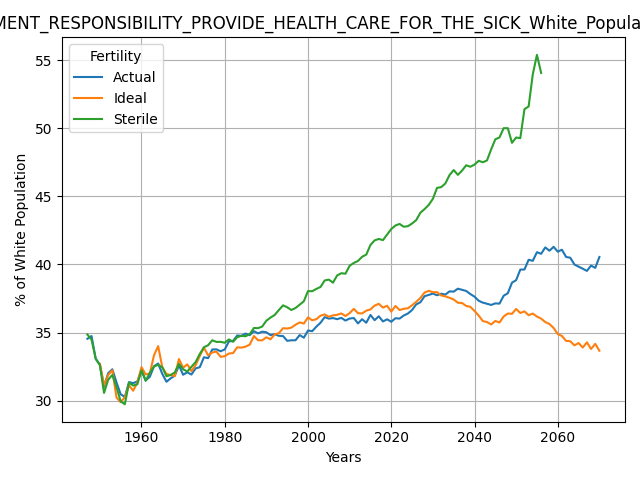 MENT_RESPONSIBILITY_PROVIDE_HEALTH_CARE_FOR_THE_SICK_White_Popula
Fertility
Actual
Ideal
Sterile
% of White Population
55
50
45
40
35
30
1960
1980
2000
2020
2040
2060
Years